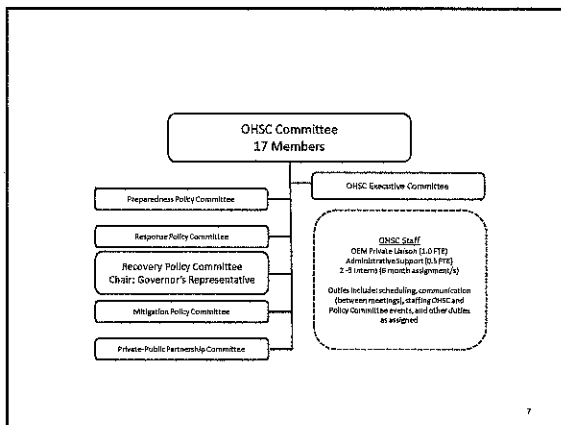 OHSC Committee
17 Members
OHSC Executive Committee
Preparedness Policy Committee
Response Policy Committee
Recovery Policy Committee
Chair: Governor's Representative
Mitigation Policy Committee
Private-Public Partnership Committee
OHSC Staff
OEM Private Liaison (1.0 FTE)
Administrative Support (0.5 FTE)
2 -3 Interns (6 month assignment/s)
Duties include: scheduling, communication
(between meetings), staffing OHSC and
Policy Committee events, and other duties
as assigned
7